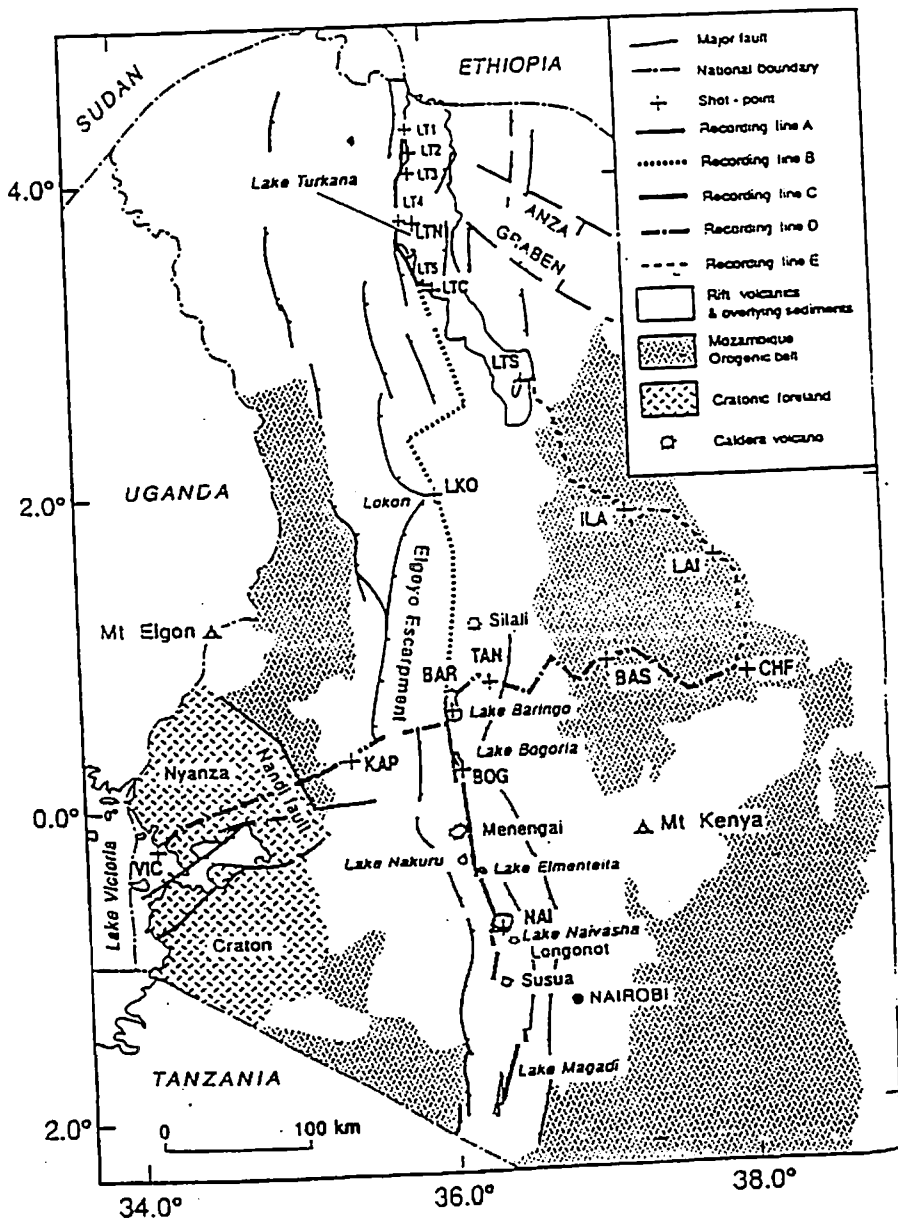 SUDAN
ETHIOPIA
Major fault
National boundary
Shot - point
Recording line A
Recording line B
Recording line C
Recording line D
Recording line E
Rift volcanics
& overlying sediments
Mozambique
Orogenic belt
Cratonic foreland
Caldera volcano
LT1
LT2
LT3
4.0°
Lake Turkana
LT4
LTN
ANZA
GRABEN
LT5
LTC
LTS
UGANDA
2.0°
Lokon
LKO
ILA
LAI
Elgoyo Escarpment
Mt Elgon
Silali
TAN
BAR
BAS
CHF
Lake Baringo
Nyanza
Nandi fault
KAP
Lake Bogoria
BOG
0.0°
Menengai
Mt Kenya
VIC
Lake Victoria
Lake Nakuru
Lake Elmenteita
NAI
Lake Naivasha
Craton
Longonot
Susua
NAIROBI
Lake Magadi
TANZANIA
2.0°
0
100 km
34.0°
36.0°
38.0°